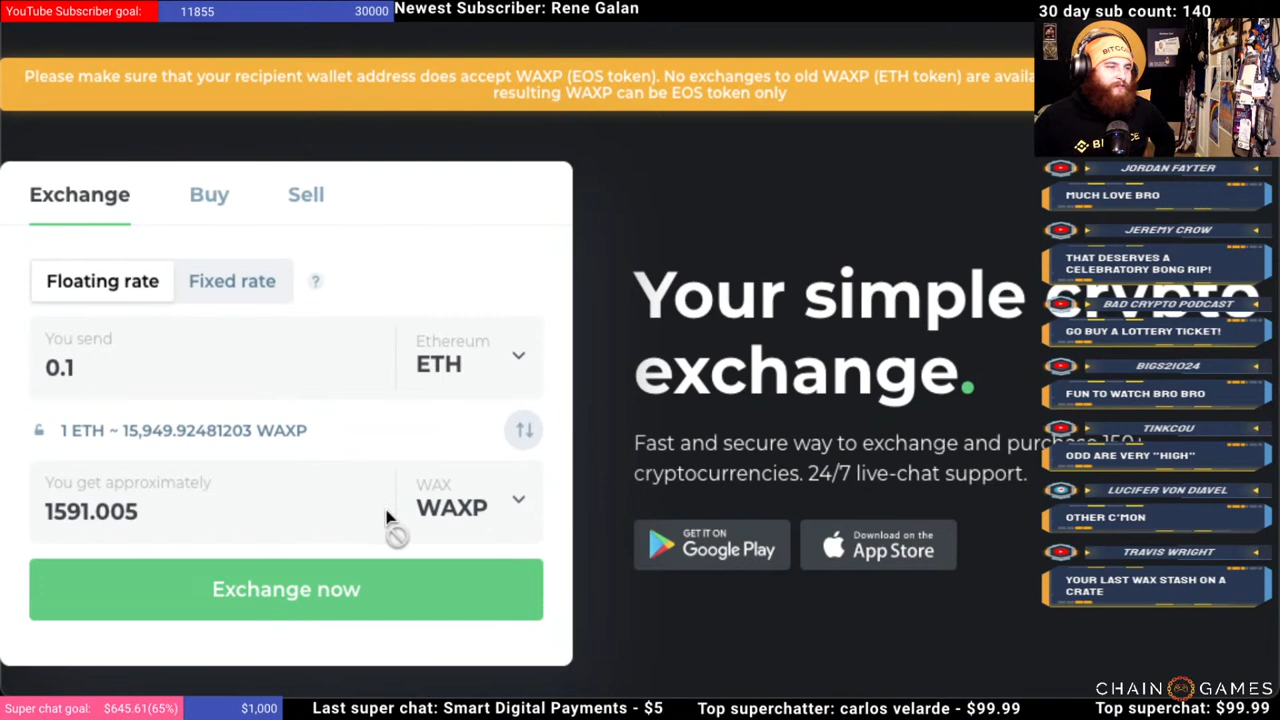 YouTube Subscriber goal: 11855 30000 Newest Subscriber: Rene Galan 30 day sub count: 140
Please make sure that your recipient wallet address does accept WAXP (EOS token). No exchanges to old WAXP (ETH token) are
resulting WAXP can be EOS token only
Exchange Buy Sell
Floating rate Fixed rate ?
You send
0.1
Ethereum
ETH
1 ETH ~ 15,949.92481203 WAXP
You get approximately
1591.005
WAX
WAXP
Exchange now
Your simple crypto
exchange.
Fast and secure way to exchange and purchase 150+
cryptocurrencies. 24/7 live-chat support.
GET IT ON
Google Play
Download on the
App Store
BITCOIN
JORDAN FAYTER
MUCH LOVE BRO
JEREMY CROW
THAT DESERVES A
CELEBRATORY BONG RIP!
BAD CRYPTO PODCAST
GO BUY A LOTTERY TICKET!
BIGS21024
FUN TO WATCH BRO BRO
TINKCOU
ODD ARE VERY "HIGH"
LUCIFER VON DIAVEL
OTHER C'MON
TRAVIS WRIGHT
YOUR LAST WAX STASH ON A
CRATE
CHAIN GAMES
Super chat goal: $645.61(65%) $1,000 Last super chat: Smart Digital Payments - $5 Top superchatter: carlos velarde - $99.99 Top superchat: $99.99